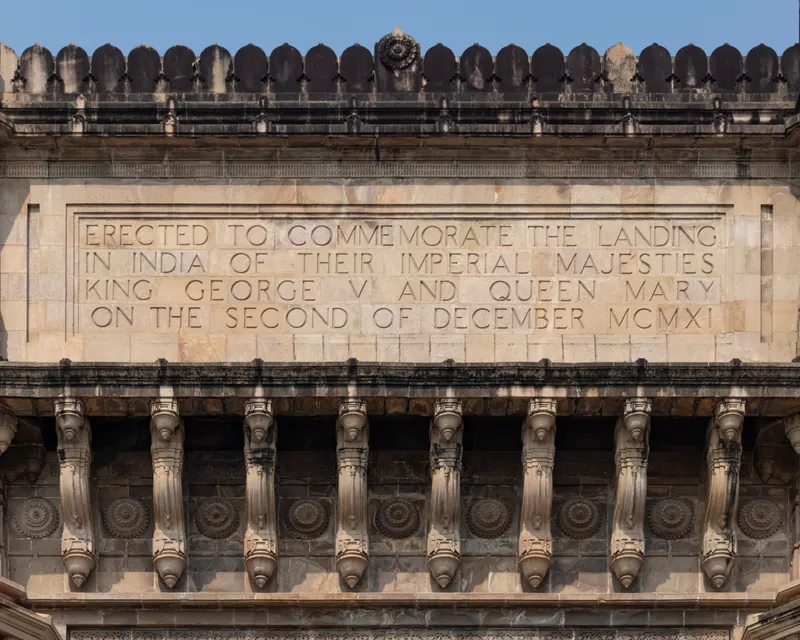 ERECTED TO COMMEMORATE THE LANDING
IN INDIA OF THEIR IMPERIAL MAJESTIES
KING GEORGE V AND QUEEN MARY
ON THE SECOND OF DECEMBER MCMXI